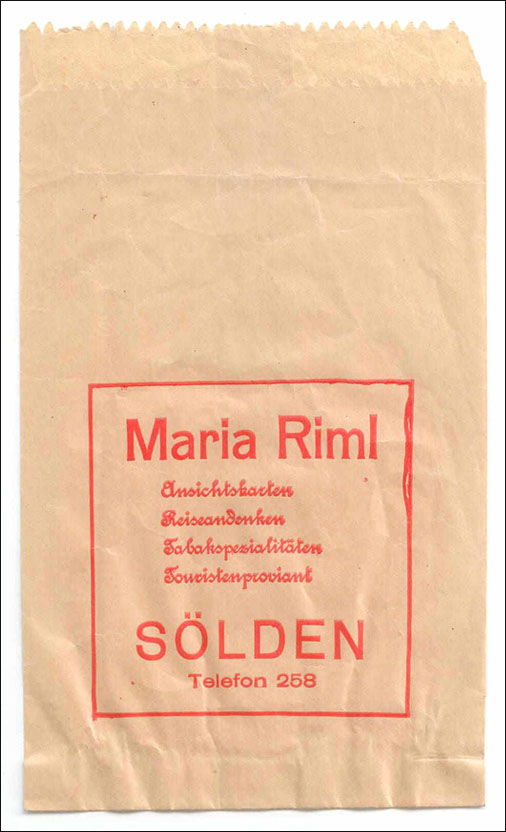 Maria Riml
Ansichtskarten
Reiseandenken
Tabakspezialitäten
Touristenproviant
SÖLDEN
Telefon 258